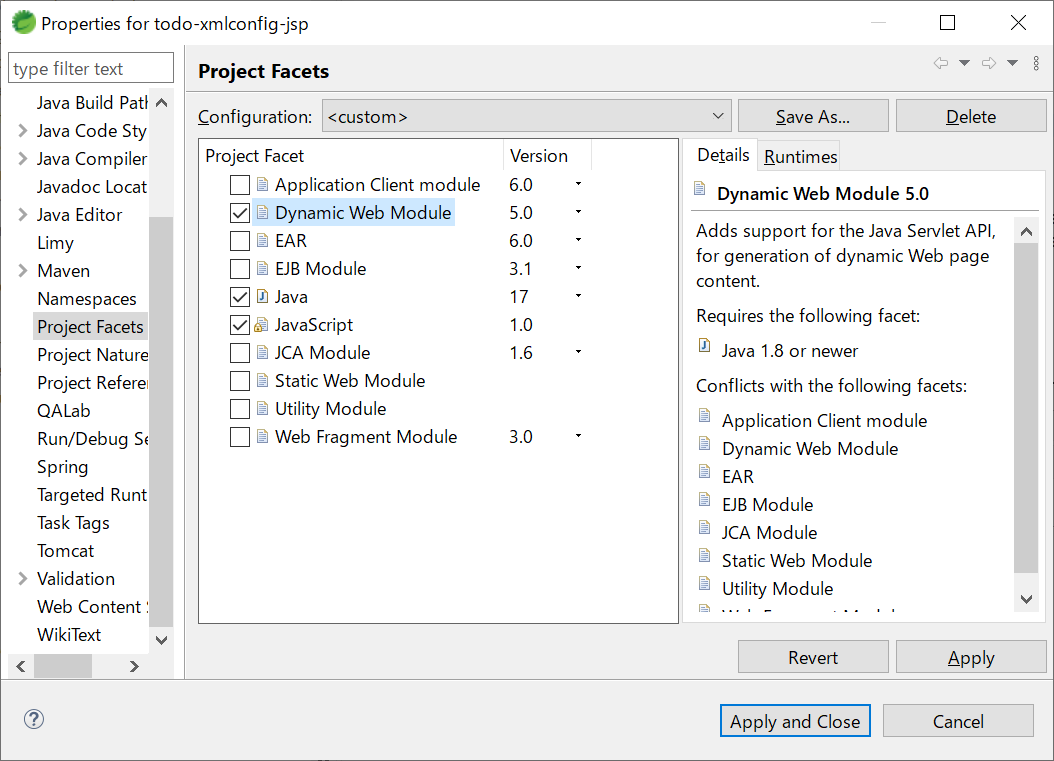 Properties for todo-xmlconfig-jsp
type filter text
Java Build Path
Java Code Sty
Java Compiler
Javadoc Locat
Java Editor
Limy
Maven
Namespaces
Project Facets
Project Nature
Project Refere
QALab
Run/Debug Se
Spring
Targeted Runt
Task Tags
Tomcat
Validation
Web Content
WikiText
Project Facets
Configuration: <custom> Save As... Delete
Project Facet Version
Application Client module 6.0
Dynamic Web Module 5.0
EAR 6.0
EJB Module 3.1
Java 17
JavaScript 1.0
JCA Module 1.6
Static Web Module
Utility Module
Web Fragment Module 3.0
Details Runtimes
Dynamic Web Module 5.0
Adds support for the Java Servlet API,
for generation of dynamic Web page
content.
Requires the following facet:
Java 1.8 or newer
Conflicts with the following facets:
Application Client module
Dynamic Web Module
EAR
EJB Module
JCA Module
Static Web Module
Utility Module
Revert Apply
Apply and Close Cancel